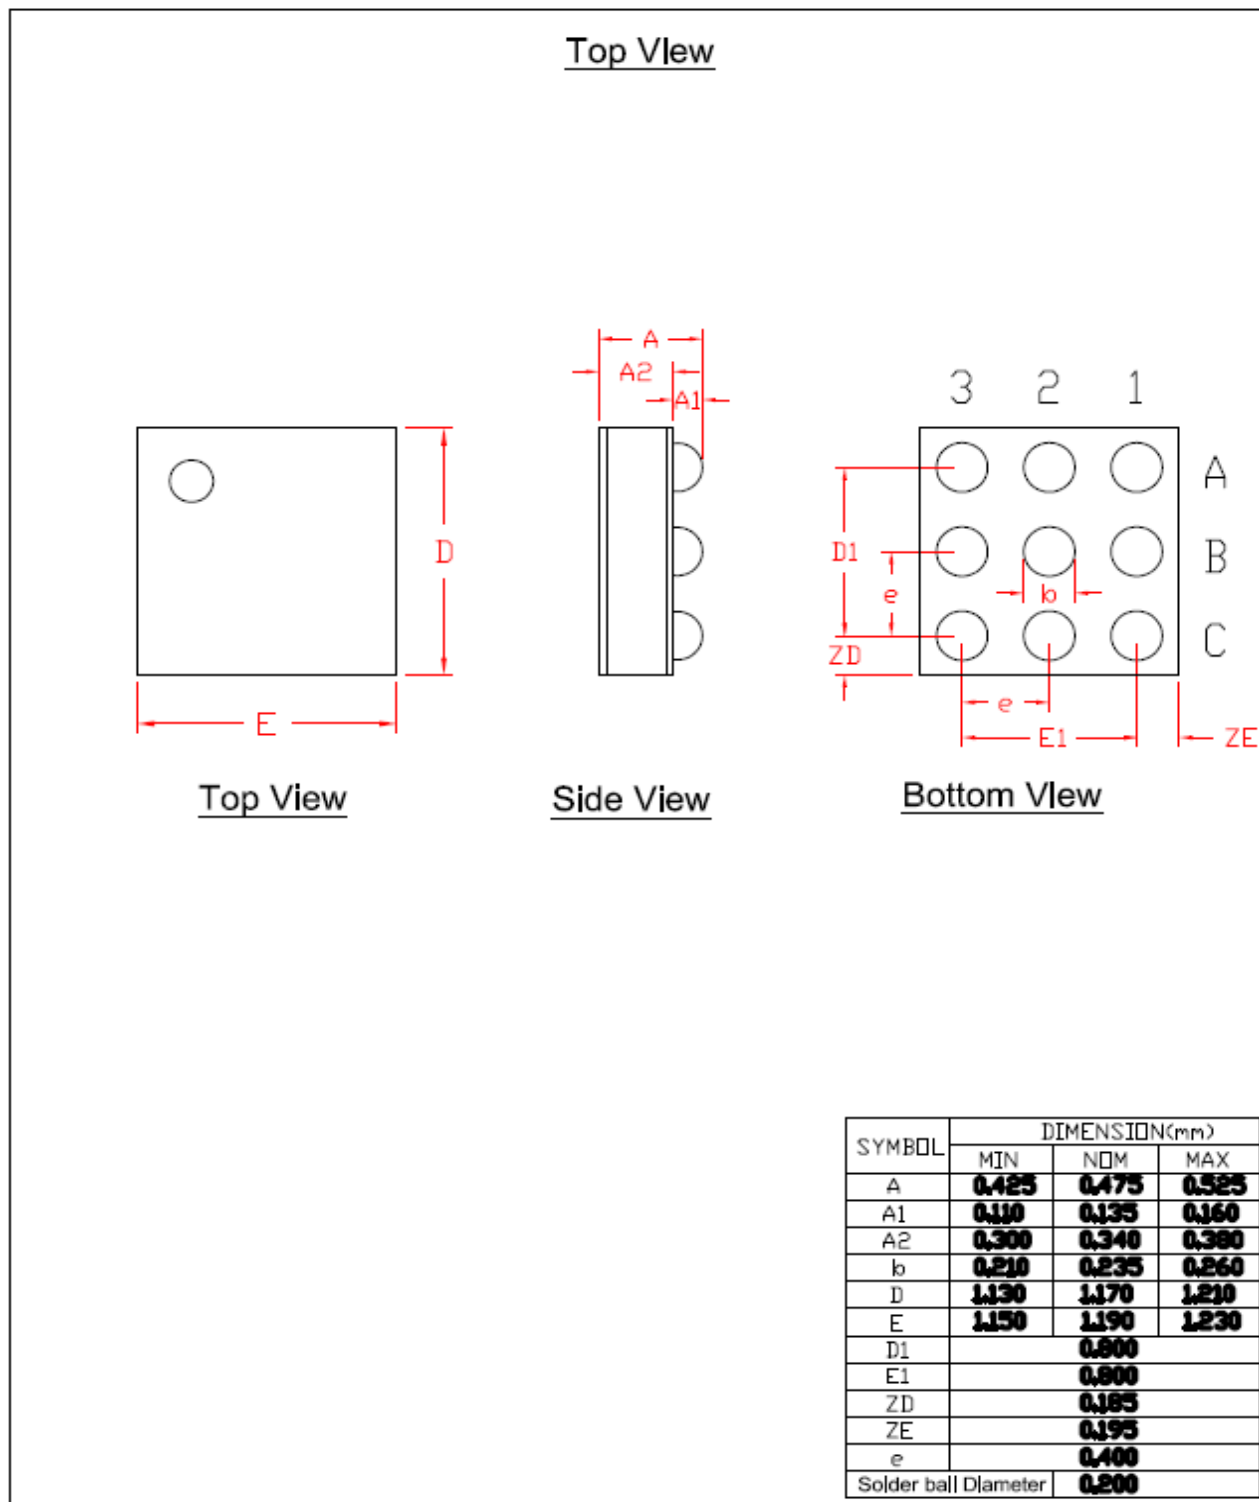 Top View
A
A2
A1
3 2 1
A
D
D1
B
e
b
C
ZD
e
E
E1
ZE
Top View
Side View
Bottom View
SYMBOL DIMENSION(mm)
MIN NOM MAX
A 0.425 0.475 0.525
A1 0.110 0.135 0.160
A2 0.300 0.340 0.380
b 0.210 0.235 0.260
D 1.130 1.170 1.210
E 1.150 1.190 1.230
D1 0.800
E1 0.800
ZD 0.185
ZE 0.195
e 0.400
Solder ball Diameter 0.200